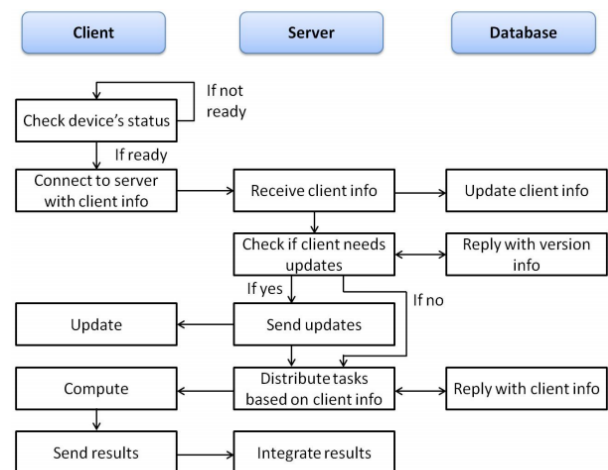 Client
Server
Database
If not
ready
Check device's status
If ready
Connect to server
with client info
Receive client info
Update client info
Check if client needs
updates
Reply with version
info
If yes
If no
Update
Send updates
Compute
Distribute tasks
based on client info
Reply with client info
Send results
Integrate results